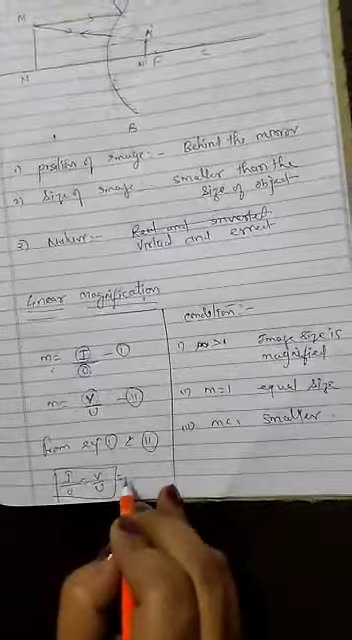 M
A'
M
M' F C
B
1) position of image :- Behind the mirror
2) Size of image - smaller than the
size of object
3) Nature :- Real and inverted
Virtual and errect
Linear magnification
condition :-
m = I/O - I
i) m > 1 Image size is
magnified
m = V/U - II
ii) m = 1 equal size
iii) m < 1 smaller.
from eq I & II
I/O = V/U =